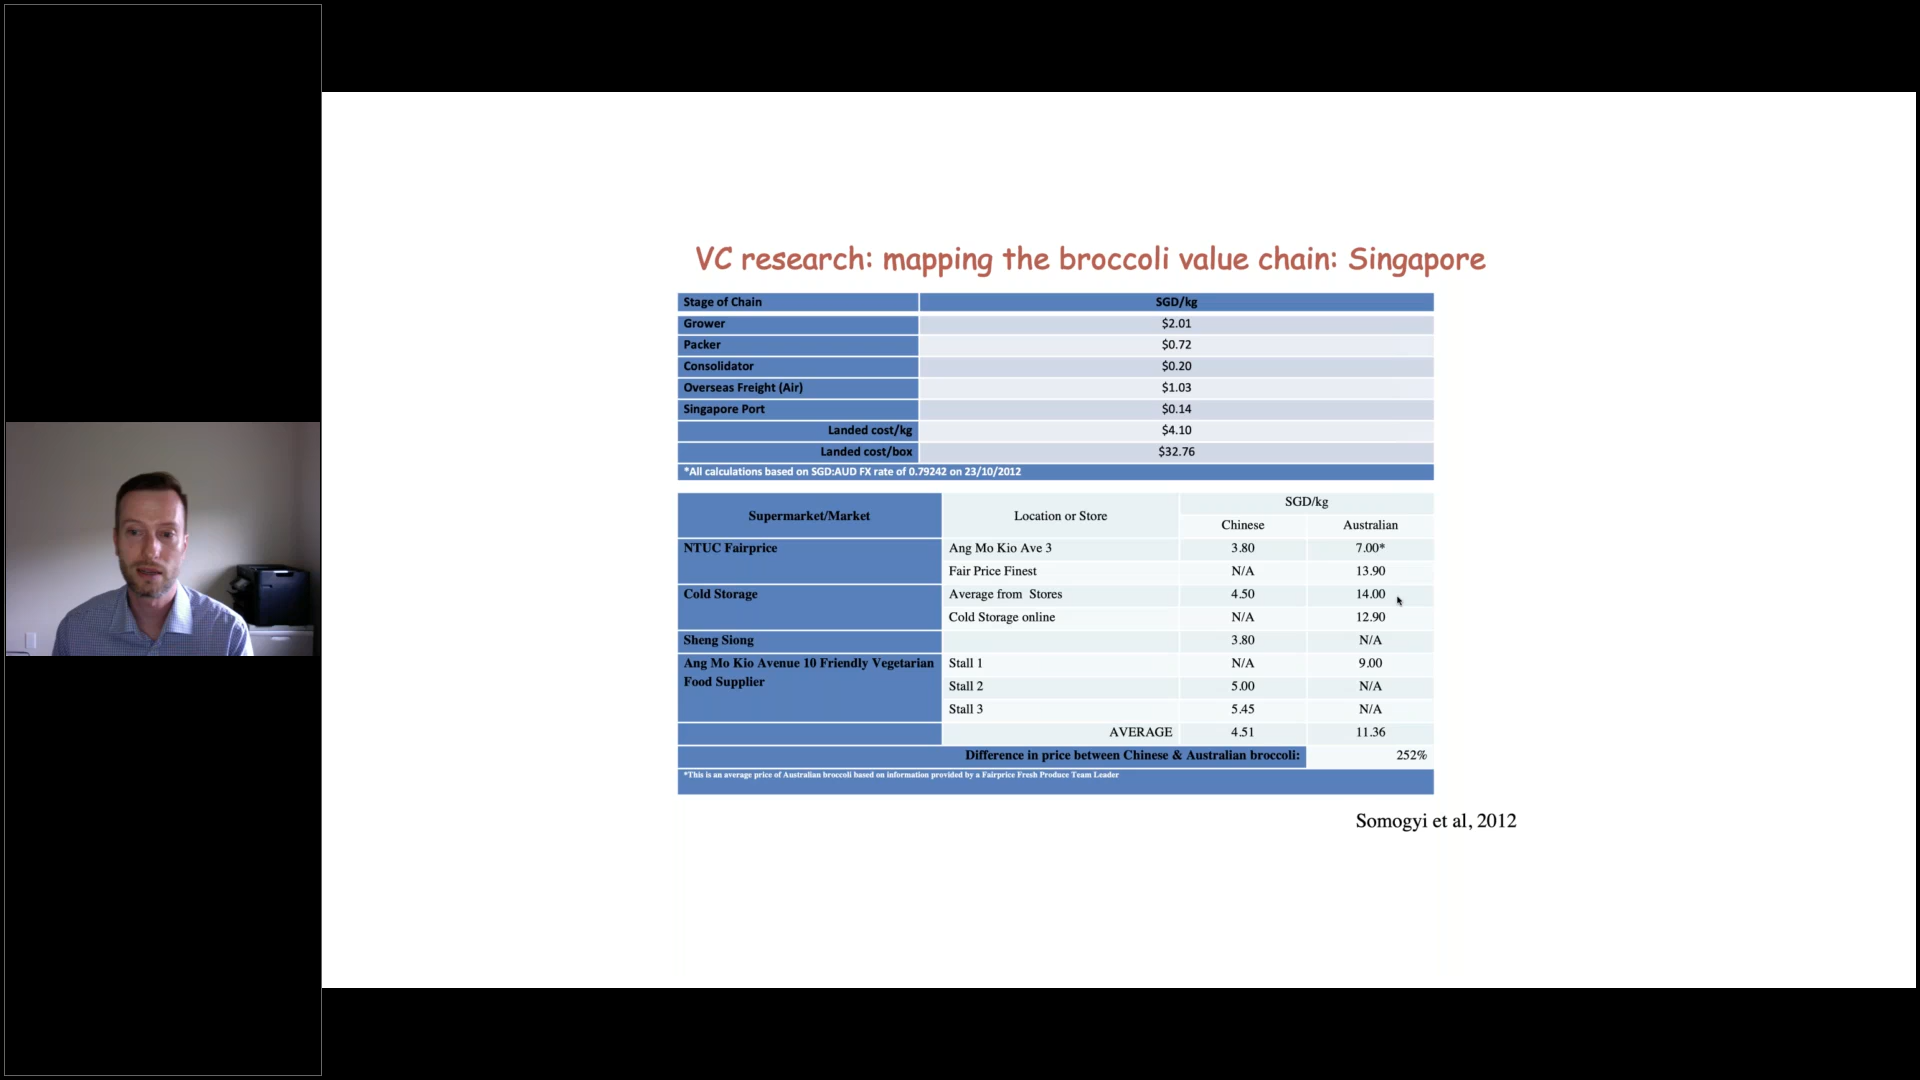 VC research: mapping the broccoli value chain: Singapore
Stage of Chain SGD/kg
Grower $2.01
Packer $0.72
Consolidator $0.20
Overseas Freight (Air) $1.03
Singapore Port $0.14
Landed cost/kg $4.10
Landed cost/box $32.76
*All calculations based on SGD:AUD FX rate of 0.79242 on 23/10/2012
Supermarket/Market Location or Store SGD/kg
Chinese Australian
NTUC Fairprice Ang Mo Kio Ave 3 3.80 7.00*
Fair Price Finest N/A 13.90
Cold Storage Average from Stores 4.50 14.00
Cold Storage online N/A 12.90
Sheng Siong 3.80 N/A
Ang Mo Kio Avenue 10 Friendly Vegetarian Stall 1 N/A 9.00
Food Supplier Stall 2 5.00 N/A
Stall 3 5.45 N/A
AVERAGE 4.51 11.36
Difference in price between Chinese & Australian broccoli: 252%
*This is an average price of Australian broccoli based on information provided by a Fairprice Fresh Produce Team Leader
Somogyi et al, 2012